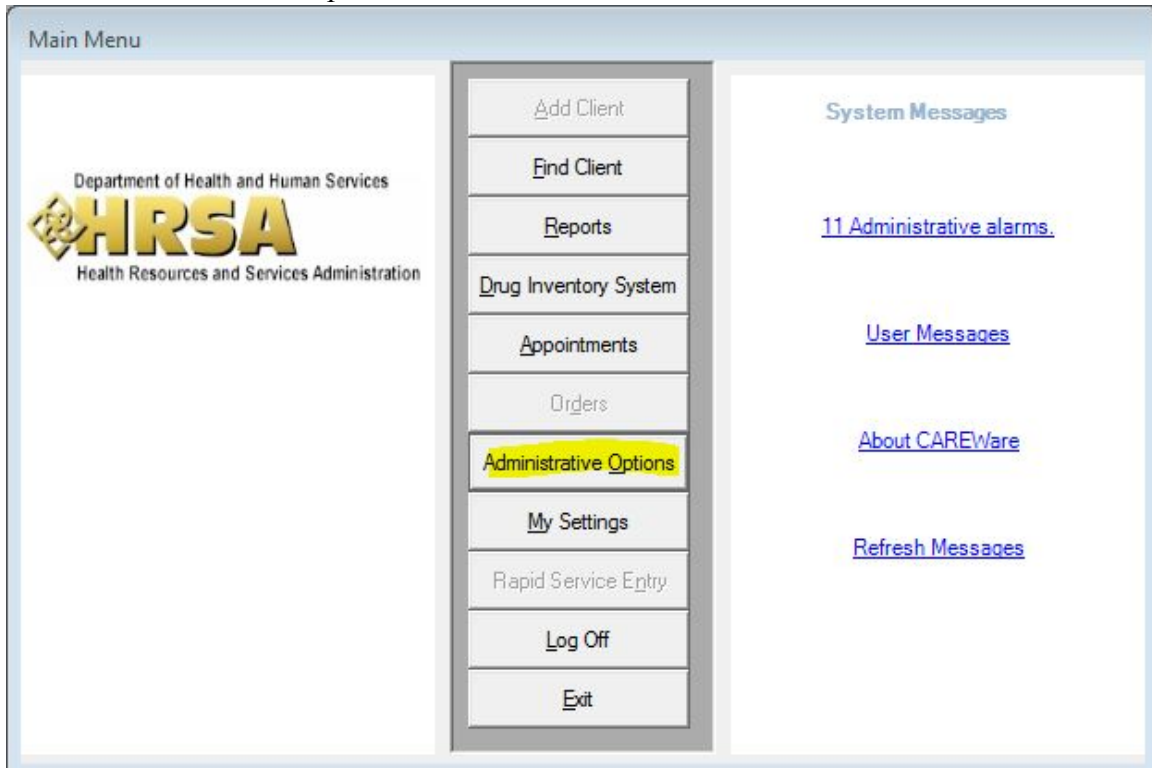 Main Menu
Department of Health and Human Services
HRSA
Health Resources and Services Administration
Add Client
Find Client
Reports
Drug Inventory System
Appointments
Orders
Administrative Options
My Settings
Rapid Service Entry
Log Off
Exit
System Messages
11 Administrative alarms.
User Messages
About CAREWare
Refresh Messages